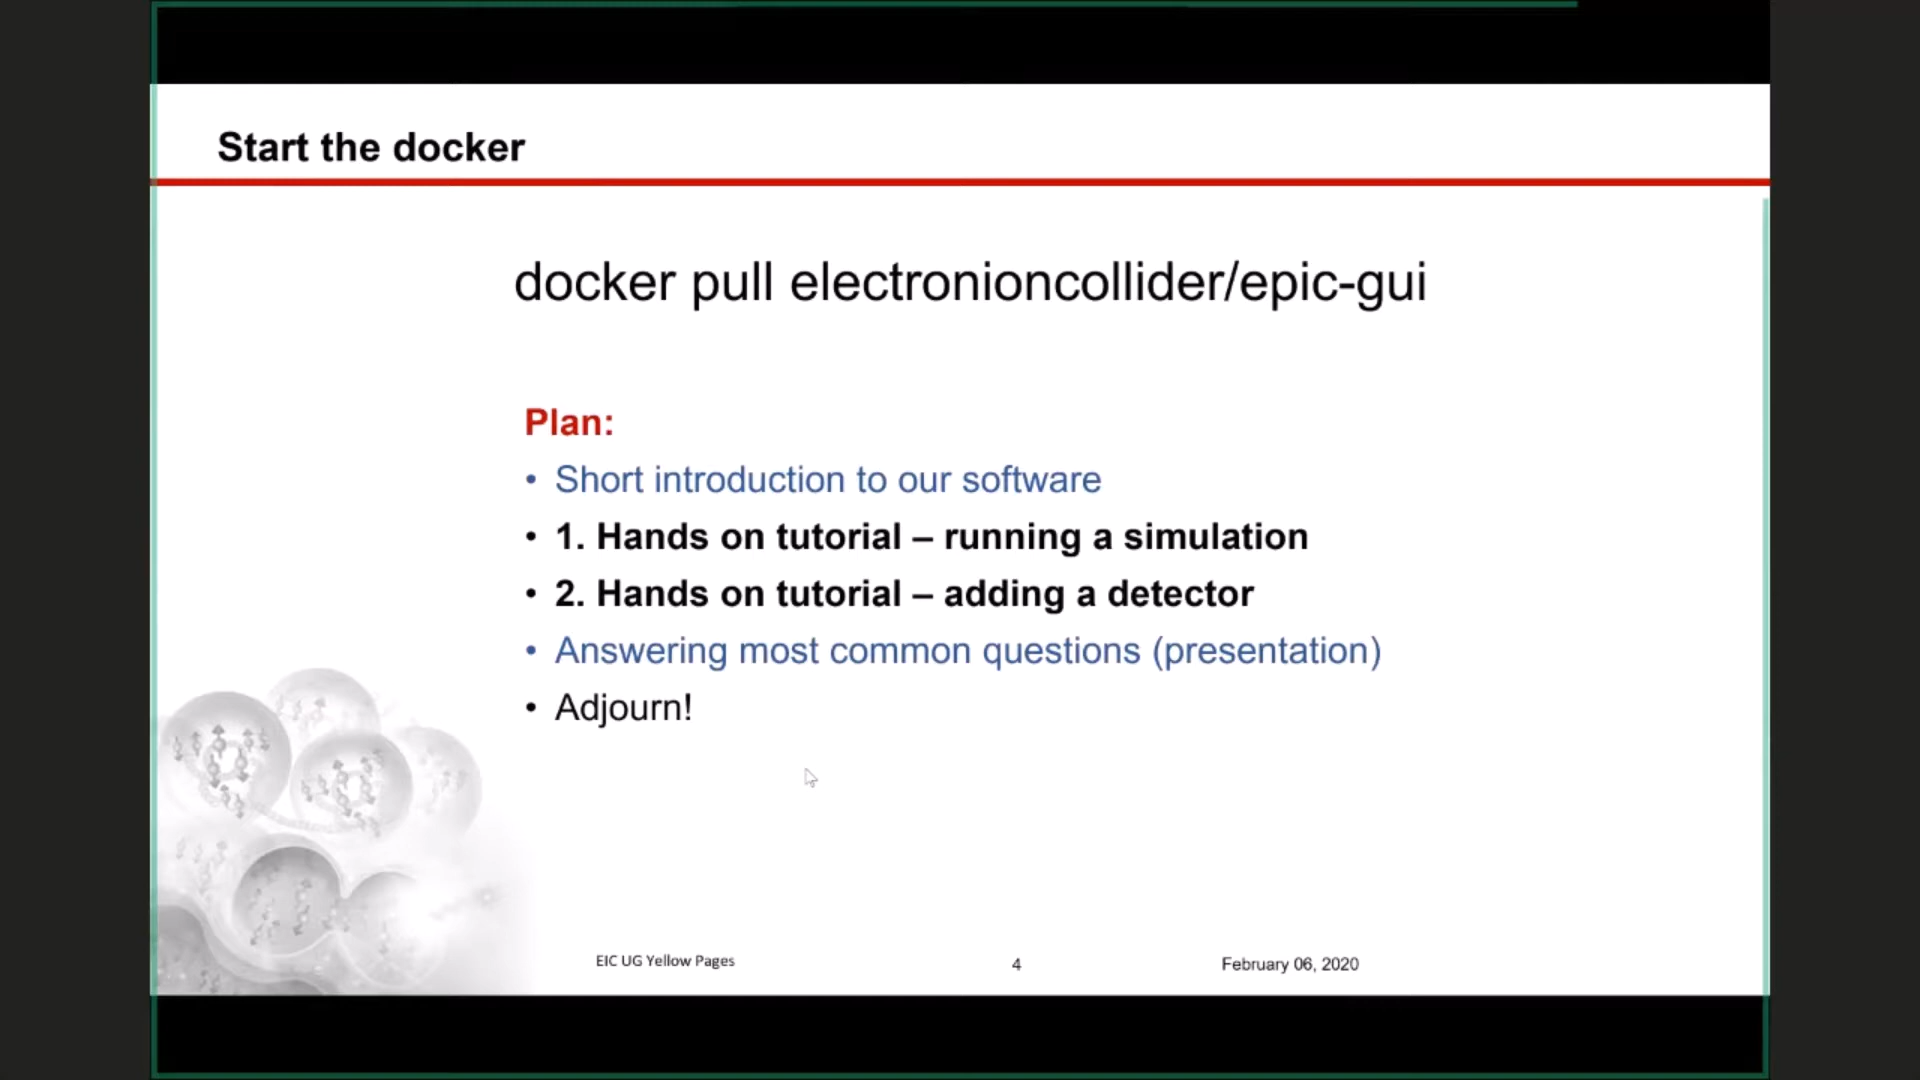 Start the docker
docker pull electronioncollider/epic-gui
Plan:
• Short introduction to our software
• 1. Hands on tutorial – running a simulation
• 2. Hands on tutorial – adding a detector
• Answering most common questions (presentation)
• Adjourn!
EIC UG Yellow Pages 4 February 06, 2020